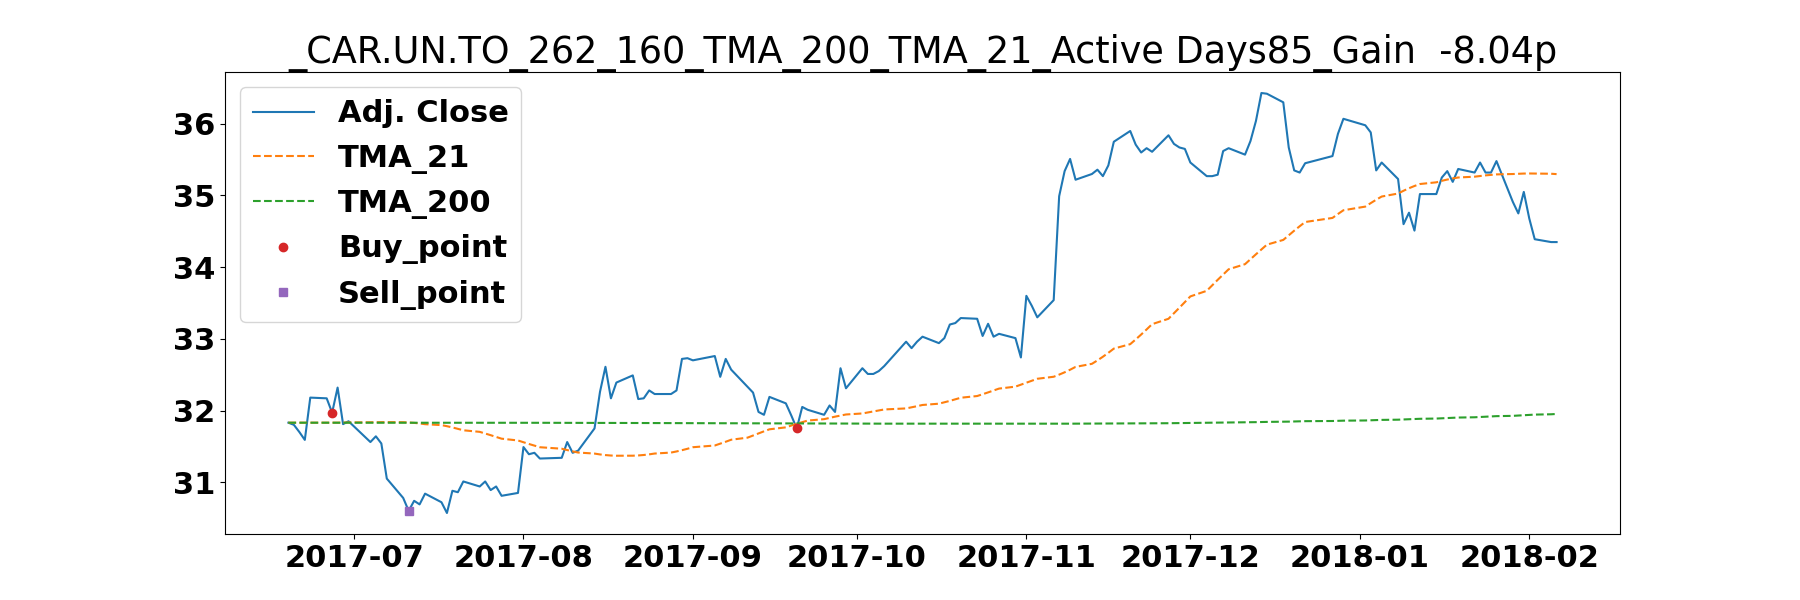 _CAR.UN.TO_262_160_TMA_200_TMA_21_Active Days85_Gain  -8.04p
Adj. Close
TMA_21
TMA_200
Buy_point
Sell_point
36
35
34
33
32
31
2017-07 2017-08 2017-09 2017-10 2017-11 2017-12 2018-01 2018-02